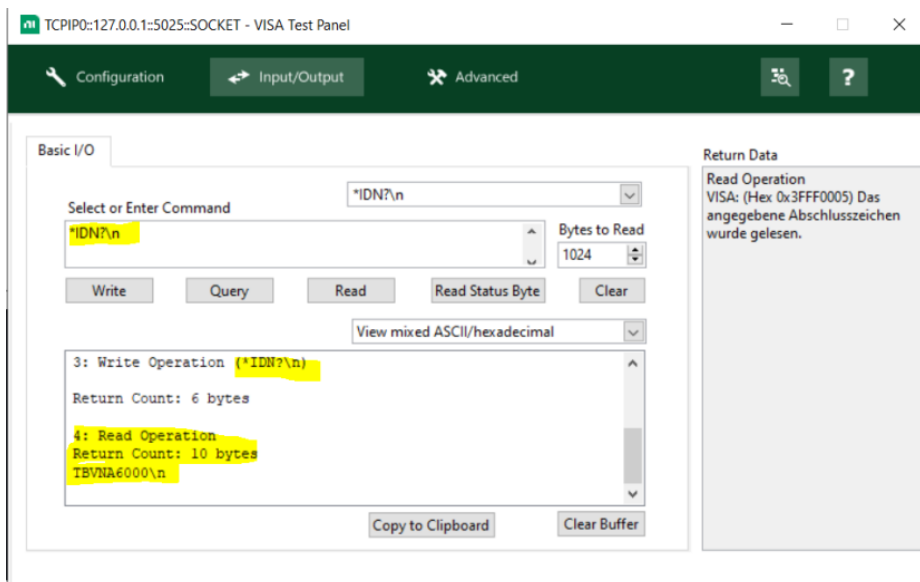 TCPIP0::127.0.0.1::5025::SOCKET - VISA Test Panel
Configuration
Input/Output
Advanced
?
Basic I/O
Select or Enter Command
*IDN?\n
*IDN?\n
Bytes to Read
1024
Write
Query
Read
Read Status Byte
Clear
View mixed ASCII/hexadecimal
3: Write Operation (*IDN?\n)
Return Count: 6 bytes
4: Read Operation
Return Count: 10 bytes
TBVNA6000\n
Copy to Clipboard
Clear Buffer
Return Data
Read Operation
VISA: (Hex 0x3FFF0005) Das
angegebene Abschlusszeichen
wurde gelesen.